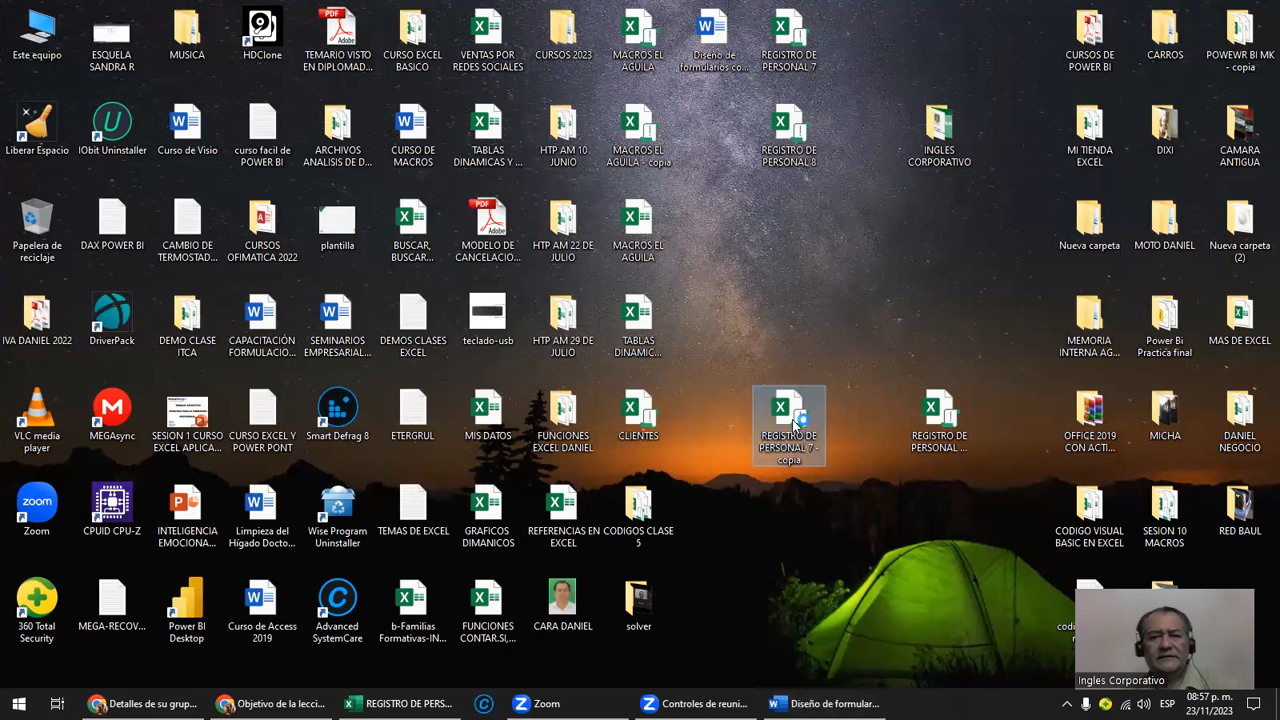 Este equipo
ESQUELA
SANDRA R
MUSICA
HDClone
TEMARIO VISTO
EN DIPLOMAD...
CURSO EXCEL
BASICO
VENTAS POR
REDES SOCIALES
CURSOS 2023
MACROS EL
AGUILA
Diseño de
formularios co...
REGISTRO DE
PERSONAL 7
CURSOS DE
POWER BI
CARROS
POWEWR BI MK
- copia
Liberar Espacio
IObit Uninstaller
Curso de Visio
curso facil de
POWER BI
ARCHIVOS
ANALISIS DE D...
CURSO DE
MACROS
TABLAS
DINAMICAS Y ...
HTP AM 10
JUNIO
MACROS EL
AGUILA - copia
REGISTRO DE
PERSONAL 8
INGLES
CORPORATIVO
MI TIENDA
EXCEL
DIXI
CAMARA
ANTIGUA
Papelera de
reciclaje
DAX POWER BI
CAMBIO DE
TERMOSTAD...
CURSOS
OFIMATICA 2022
plantilla
BUSCAR,
BUSCAR...
MODELO DE
CANCELACIO...
HTP AM 22 DE
JULIO
MACROS EL
AGUILA
Nueva carpeta
MOTO DANIEL
Nueva carpeta
(2)
IVA DANIEL 2022
DriverPack
DEMO CLASE
ITCA
CAPACITACIÓN
FORMULACIÓ...
SEMINARIOS
EMPRESARIAL...
DEMOS CLASES
EXCEL
teclado-usb
HTP AM 29 DE
JULIO
TABLAS
DINAMIC...
MEMORIA
INTERNA AG...
Power Bi
Practica final
MAS DE EXCEL
VLC media
player
MEGAsync
SESION 1 CURSO
EXCEL APLICA...
CURSO EXCEL Y
POWER PONT
Smart Defrag 8
ETERGRUL
MIS DATOS
FUNCIONES
EXCEL DANIEL
CLIENTES
REGISTRO DE
PERSONAL 7 -
copia
REGISTRO DE
PERSONAL ...
OFFICE 2019
CON ACTI...
MICHA
DANIEL
NEGOCIO
Zoom
CPUID CPU-Z
INTELIGENCIA
EMOCIONA...
Limpieza del
Hígado Docto...
Wise Program
Uninstaller
TEMAS DE EXCEL
GRAFICOS
DIMANICOS
REFERENCIAS EN
EXCEL
CODIGOS CLASE
5
CODIGO VISUAL
BASIC EN EXCEL
SESION 10
MACROS
RED BAUL
360 Total
Security
MEGA-RECOV...
Power BI
Desktop
Curso de Access
2019
Advanced
SystemCare
b-Familias
Formativas-IN...
FUNCIONES
CONTAR.SI,...
CARA DANIEL
solver
Ingles Corporativo
Detalles de su grup...
Objetivo de la lecci...
REGISTRO DE PERS...
Zoom
Controles de reuni...
Diseño de formular...
ESP
08:57 p. m.
23/11/2023